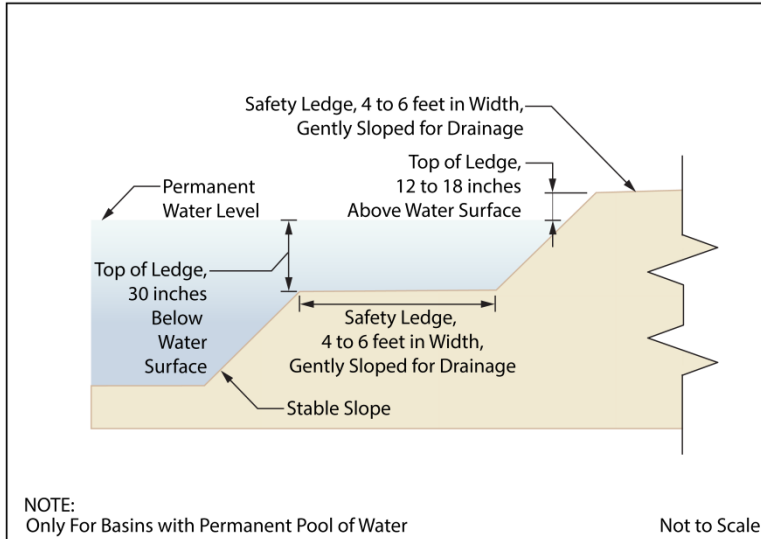 Safety Ledge, 4 to 6 feet in Width,
Gently Sloped for Drainage
Top of Ledge,
12 to 18 inches
Above Water Surface
Permanent
Water Level
Top of Ledge,
30 inches
Below
Water
Surface
Safety Ledge,
4 to 6 feet in Width,
Gently Sloped for Drainage
Stable Slope
NOTE:
Only For Basins with Permanent Pool of Water
Not to Scale